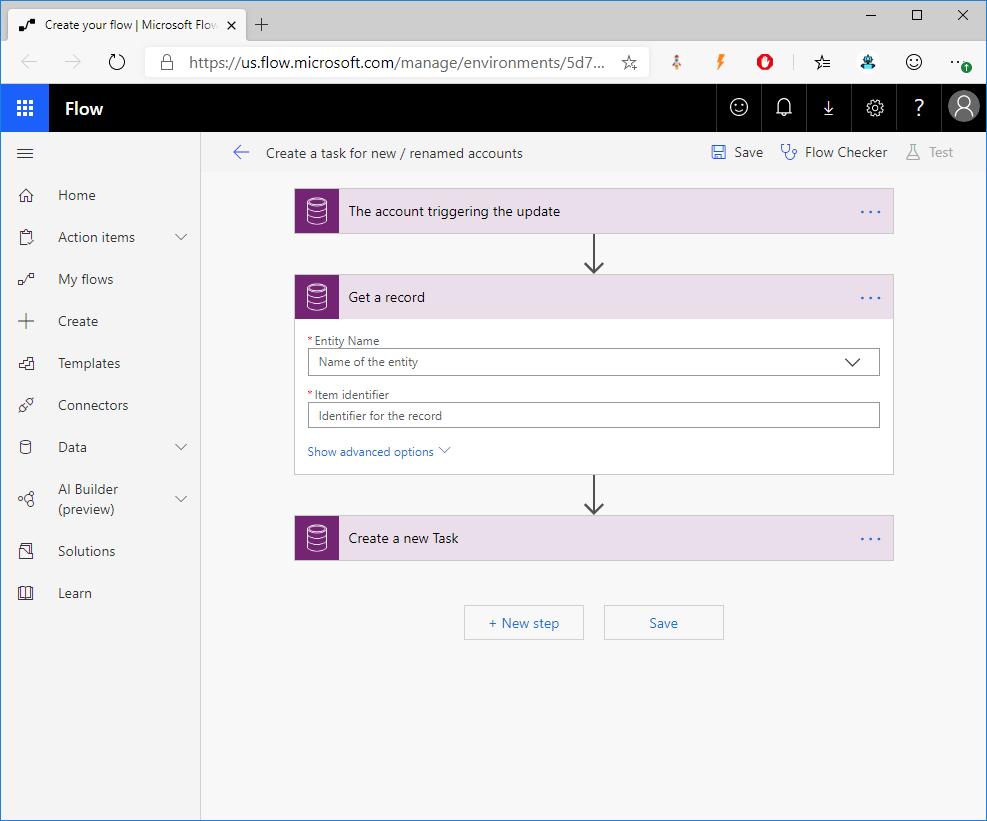 Create your flow | Microsoft Flow
https://us.flow.microsoft.com/manage/environments/5d7...
Flow
?
Create a task for new / renamed accounts
Save
Flow Checker
Test
Home
Action items
My flows
Create
Templates
Connectors
Data
AI Builder
(preview)
Solutions
Learn
The account triggering the update
Get a record
* Entity Name
Name of the entity
* Item identifier
Identifier for the record
Show advanced options
Create a new Task
+ New step
Save